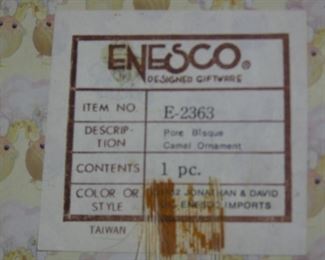 ENESCO®
DESIGNED GIFTWARE
ITEM NO. E-2363
DESCRIP-
TION
Porc Bisque
Camel Ornament
CONTENTS 1 pc.
COLOR OR
STYLE
JONATHAN & DAVID
ENESCO IMPORTS
TAIWAN